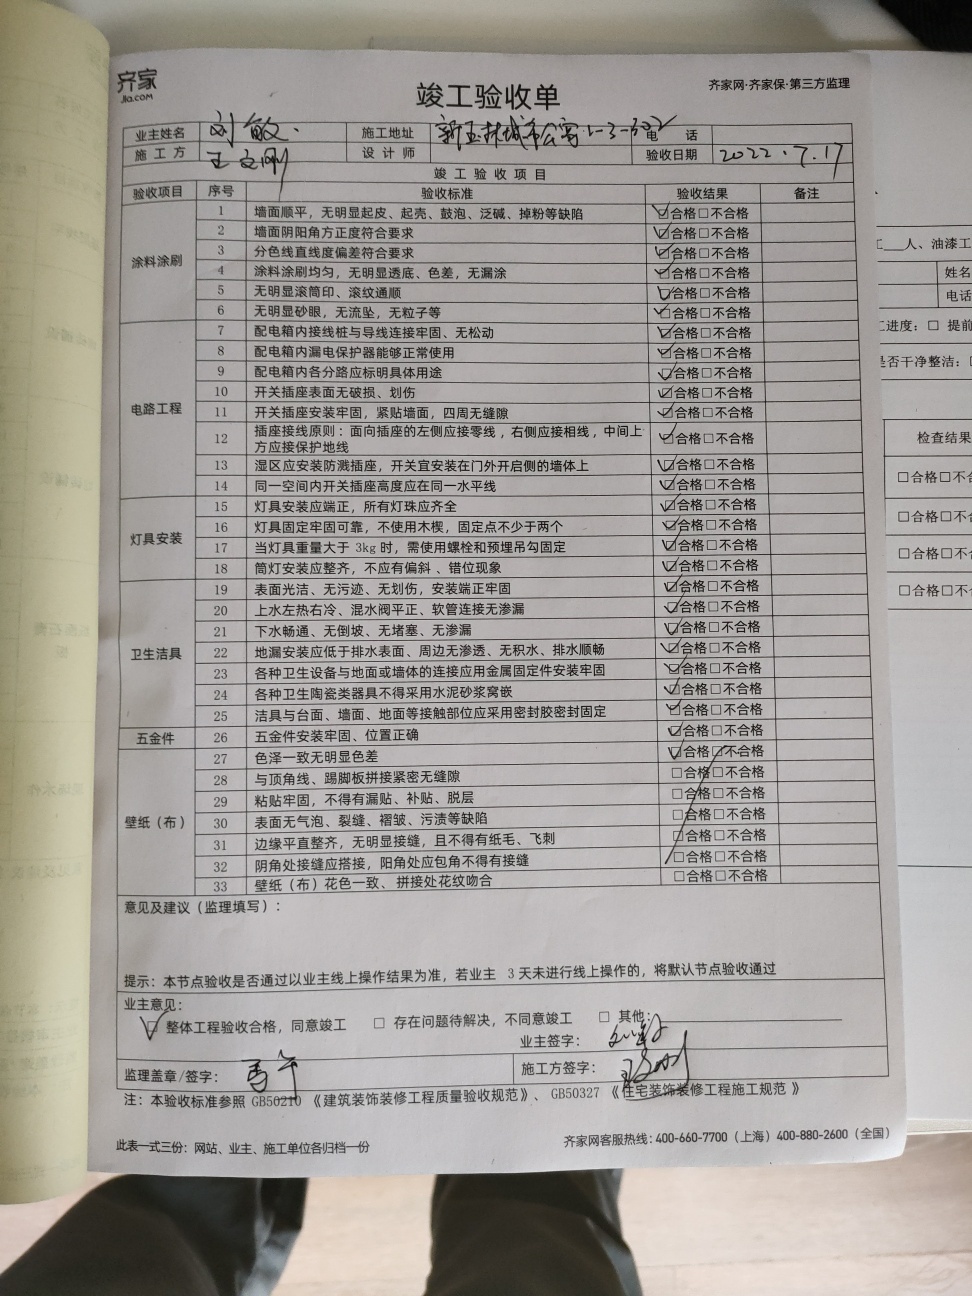 齐家
Jia.com
竣工验收单
齐家网·齐家保·第三方监理
业主姓名 刘敏 施工地址 电 话
施工方 王文刚 设计师 验收日期 2022.7.17
竣工验收项目
验收项目 序号 验收标准 验收结果 备注
涂料涂刷
1 墙面顺平，无明显起皮、起壳、鼓泡、泛碱、掉粉等缺陷 ☑合格□不合格
2 墙面阴阳角方正度符合要求 ☑合格□不合格
3 分色线直线度偏差符合要求 ☑合格□不合格
4 涂料涂刷均匀，无明显透底、色差，无漏涂 ☑合格□不合格
5 无明显滚筒印、滚纹通顺 ☑合格□不合格
6 无明显砂眼，无流坠，无粒子等 ☑合格□不合格
电路工程
7 配电箱内接线桩与导线连接牢固、无松动 ☑合格□不合格
8 配电箱内漏电保护器能够正常使用 ☑合格□不合格
9 配电箱内各分路应标明具体用途 ☑合格□不合格
10 开关插座表面无破损、划伤 ☑合格□不合格
11 开关插座安装牢固，紧贴墙面，四周无缝隙 ☑合格□不合格
12 插座接线原则：面向插座的左侧应接零线，右侧应接相线，中间上
方应接保护地线 ☑合格□不合格
13 湿区应安装防溅插座，开关宜安装在门外开启侧的墙体上 ☑合格□不合格
14 同一空间内开关插座高度应在同一水平线 ☑合格□不合格
灯具安装
15 灯具安装应端正，所有灯珠应齐全 ☑合格□不合格
16 灯具固定牢固可靠，不使用木楔，固定点不少于两个 ☑合格□不合格
17 当灯具重量大于 3kg 时，需使用螺栓和预埋吊勾固定 ☑合格□不合格
18 筒灯安装应整齐，不应有偏斜、错位现象 ☑合格□不合格
卫生洁具
19 表面光洁、无污迹、无划伤，安装端正牢固 ☑合格□不合格
20 上水左热右冷、混水阀平正、软管连接无渗漏 ☑合格□不合格
21 下水畅通、无倒坡、无堵塞、无渗漏 ☑合格□不合格
22 地漏安装应低于排水表面、周边无渗透、无积水、排水顺畅 ☑合格□不合格
23 各种卫生设备与地面或墙体的连接应用金属固定件安装牢固 ☑合格□不合格
24 各种卫生陶瓷类器具不得采用水泥砂浆窝嵌 ☑合格□不合格
25 洁具与台面、墙面、地面等接触部位应采用密封胶密封固定 ☑合格□不合格
五金件 26 五金件安装牢固、位置正确 ☑合格□不合格
壁纸（布）
27 色泽一致无明显色差 ☑合格□不合格
28 与顶角线、踢脚板拼接紧密无缝隙 □合格□不合格
29 粘贴牢固，不得有漏贴、补贴、脱层 □合格□不合格
30 表面无气泡、裂缝、褶皱、污渍等缺陷 □合格□不合格
31 边缘平直整齐，无明显接缝，且不得有纸毛、飞刺 □合格□不合格
32 阴角处接缝应搭接，阳角处应包角不得有接缝 □合格□不合格
33 壁纸（布）花色一致、拼接处花纹吻合 □合格□不合格
意见及建议（监理填写）：
提示：本节点验收是否通过以业主线上操作结果为准，若业主 3 天未进行线上操作的，将默认节点验收通过
业主意见：
☑ 整体工程验收合格，同意竣工 □ 存在问题待解决，不同意竣工 □ 其他：
业主签字： 刘敏
监理盖章/签字： 施工方签字： 王文刚
注：本验收标准参照 GB50210 《建筑装饰装修工程质量验收规范》、 GB50327 《住宅装饰装修工程施工规范 》
此表一式三份：网站、业主、施工单位各归档一份
齐家网客服热线：400-660-7700（上海）400-880-2600（全国）
人、油漆工
姓名
电话
进度：□ 提前
是否干净整洁：
检查结果
□合格□不合
□合格□不合
□合格□不合
□合格□不合